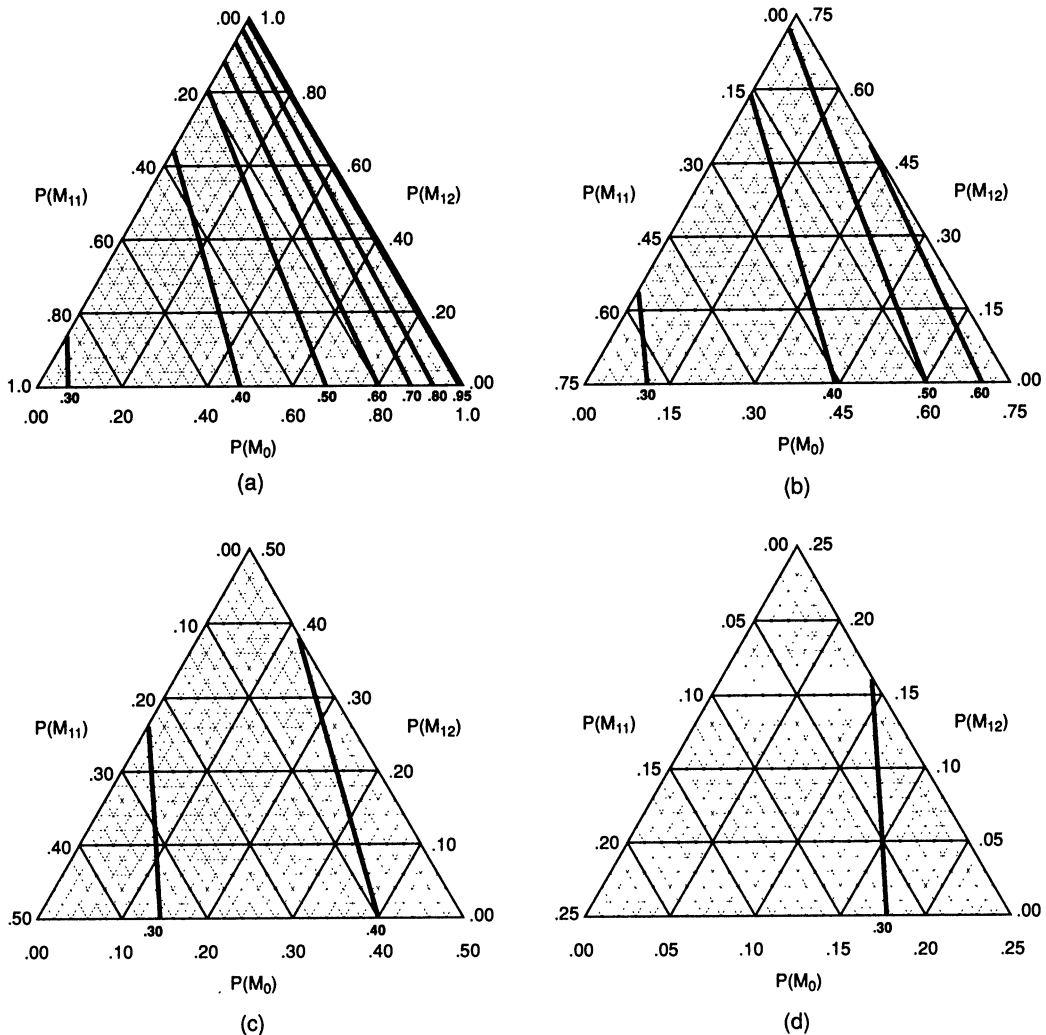 .00 1.0
.20 .80
.40 .60
P(M11) P(M12)
.60 .40
.80 .20
1.0 .00
.30 .40 .50 .60 .70 .80 .95
.00 .20 .40 .60 .80 1.0
P(M0)
(a)
.00 .75
.15 .60
.30 .45
P(M11) P(M12)
.45 .30
.60 .15
.75 .00
.30 .40 .50 .60
.00 .15 .30 .45 .60 .75
P(M0)
(b)
.00 .50
.10 .40
.20 .30
P(M11) P(M12)
.30 .20
.40 .10
.50 .00
.30 .40
.00 .10 .20 .30 .40 .50
P(M0)
(c)
.00 .25
.05 .20
.10 .15
P(M11) P(M12)
.15 .10
.20 .05
.25 .00
.30
.00 .05 .10 .15 .20 .25
P(M0)
(d)